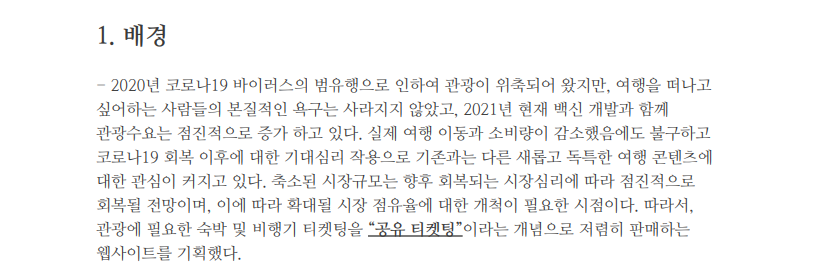 1. 배경
– 2020년 코로나19 바이러스의 범유행으로 인하여 관광이 위축되어 왔지만, 여행을 떠나고
싶어하는 사람들의 본질적인 욕구는 사라지지 않았고, 2021년 현재 백신 개발과 함께
관광수요는 점진적으로 증가 하고 있다. 실제 여행 이동과 소비량이 감소했음에도 불구하고
코로나19 회복 이후에 대한 기대심리 작용으로 기존과는 다른 새롭고 독특한 여행 콘텐츠에
대한 관심이 커지고 있다. 축소된 시장규모는 향후 회복되는 시장심리에 따라 점진적으로
회복될 전망이며, 이에 따라 확대될 시장 점유율에 대한 개척이 필요한 시점이다. 따라서,
관광에 필요한 숙박 및 비행기 티켓팅을 “공유 티켓팅”이라는 개념으로 저렴히 판매하는
웹사이트를 기획했다.